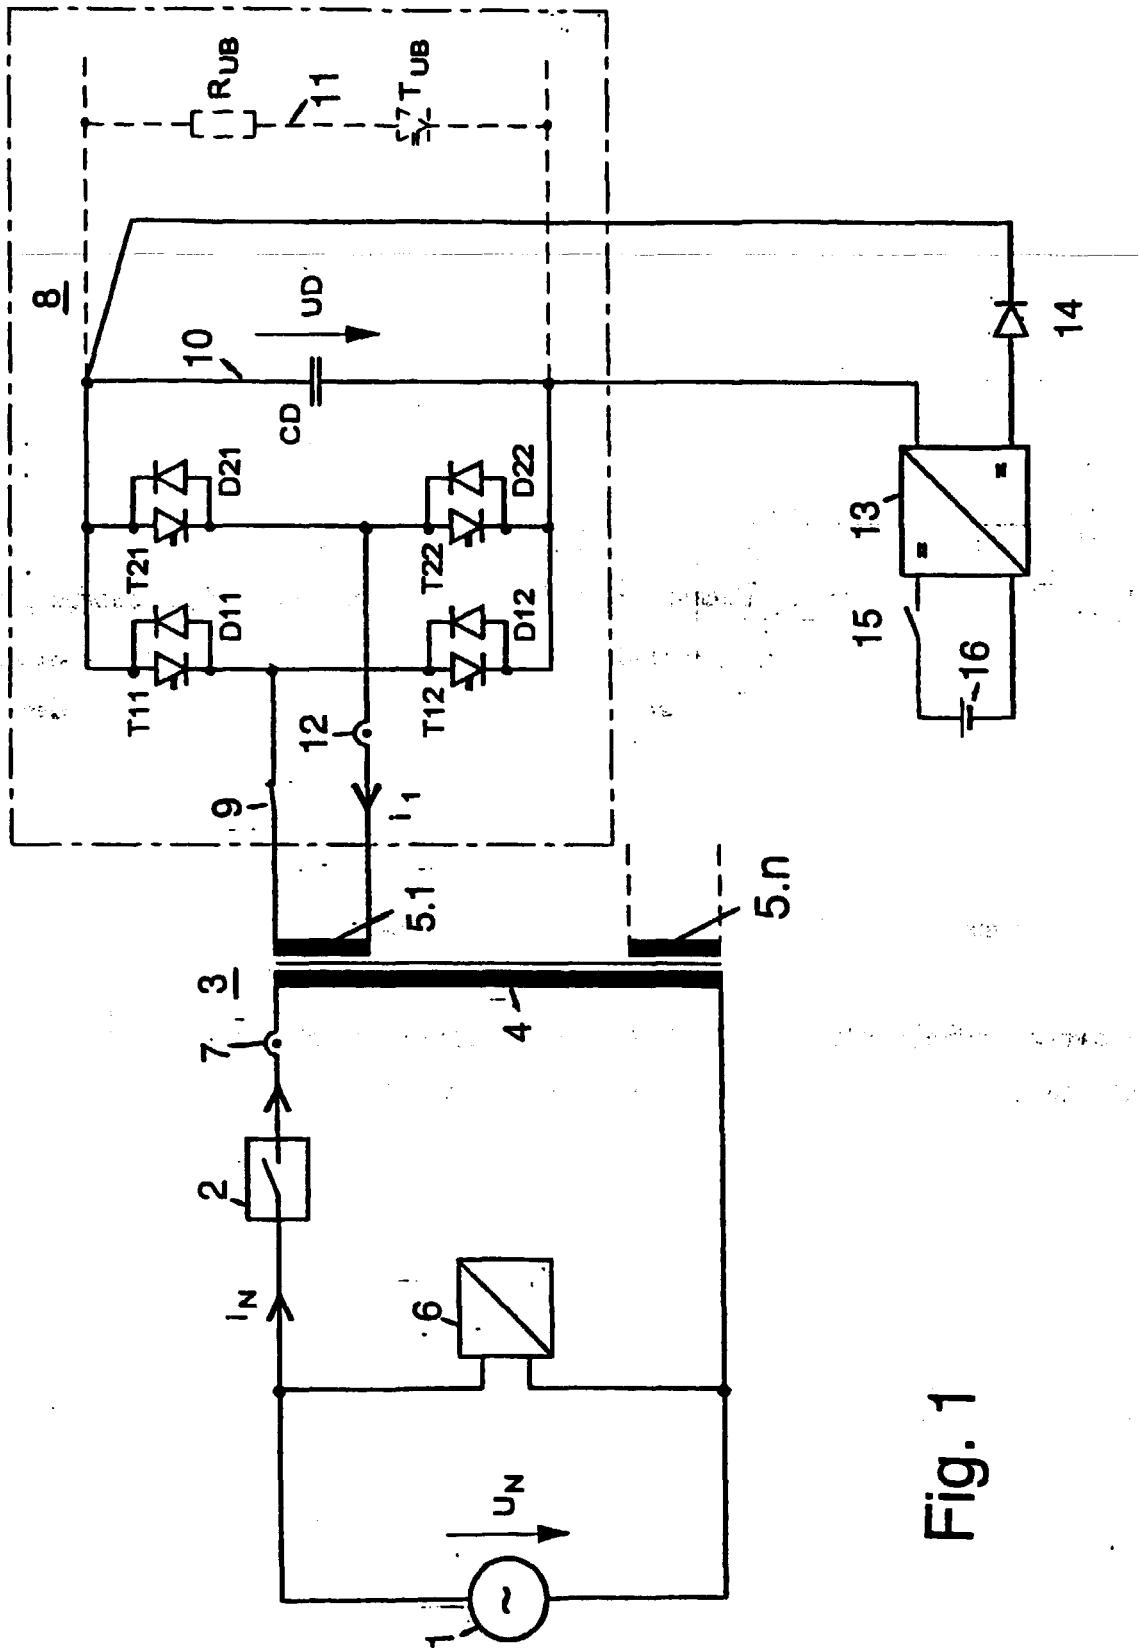 8
R_UB
11
T_UB
10
UD
CD
T21
D21
T22
D22
T11
D11
T12
D12
9
12
i₁
5.1
5.n
3
4
7
2
i_N
6
U_N
1
~
13
=
=
14
15
16
Fig. 1